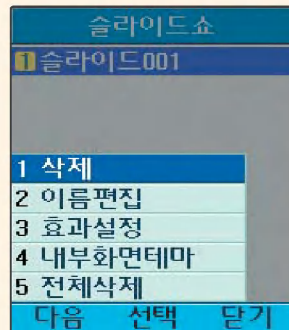 슬라이드쇼
1 슬라이드001
1 삭제
2 이름편집
3 효과설정
4 내부화면테마
5 전체삭제
다음 선택 닫기